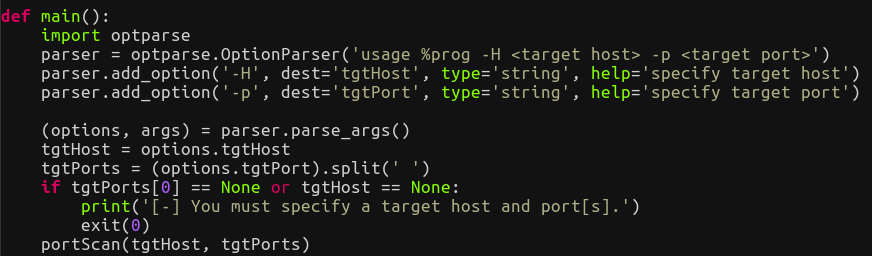 def main():
    import optparse
    parser = optparse.OptionParser('usage %prog -H <target host> -p <target port>')
    parser.add_option('-H', dest='tgtHost', type='string', help='specify target host')
    parser.add_option('-p', dest='tgtPort', type='string', help='specify target port')

    (options, args) = parser.parse_args()
    tgtHost = options.tgtHost
    tgtPorts = (options.tgtPort).split(' ')
    if tgtPorts[0] == None or tgtHost == None:
        print('[-] You must specify a target host and port[s].')
        exit(0)
    portScan(tgtHost, tgtPorts)